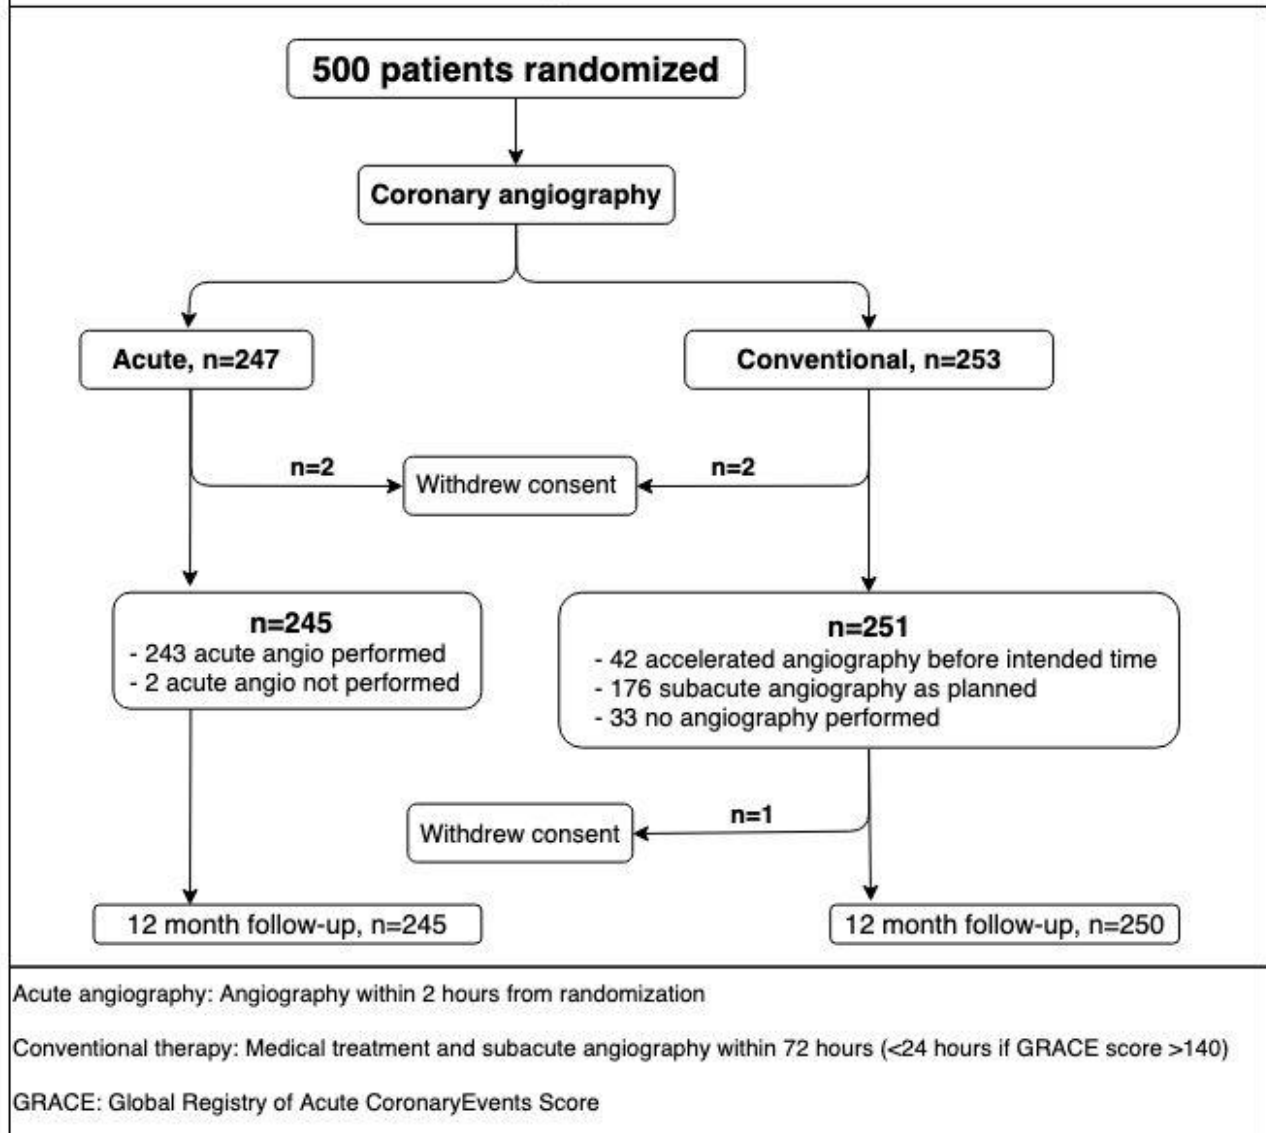 500 patients randomized
Coronary angiography
Acute, n=247
Conventional, n=253
n=2
Withdrew consent
n=2
n=245
- 243 acute angio performed
- 2 acute angio not performed
n=251
- 42 accelerated angiography before intended time
- 176 subacute angiography as planned
- 33 no angiography performed
Withdrew consent
n=1
12 month follow-up, n=245
12 month follow-up, n=250
Acute angiography: Angiography within 2 hours from randomization
Conventional therapy: Medical treatment and subacute angiography within 72 hours (<24 hours if GRACE score >140)
GRACE: Global Registry of Acute CoronaryEvents Score